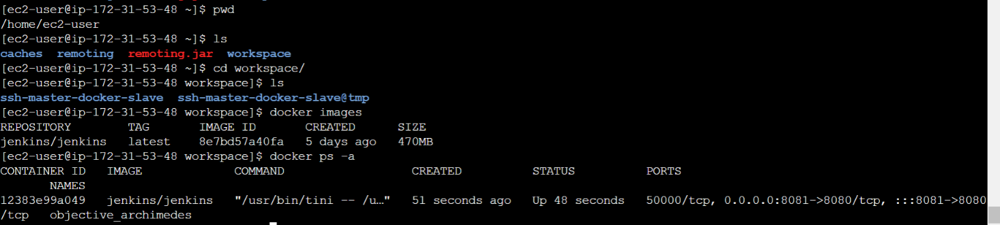 [ec2-user@ip-172-31-53-48 ~]$ pwd
/home/ec2-user
[ec2-user@ip-172-31-53-48 ~]$ ls
caches  remoting  remoting.jar  workspace
[ec2-user@ip-172-31-53-48 ~]$ cd workspace/
[ec2-user@ip-172-31-53-48 workspace]$ ls
ssh-master-docker-slave  ssh-master-docker-slave@tmp
[ec2-user@ip-172-31-53-48 workspace]$ docker images
REPOSITORY        TAG       IMAGE ID       CREATED      SIZE
jenkins/jenkins   latest    8e7bd57a40fa   5 days ago   470MB
[ec2-user@ip-172-31-53-48 workspace]$ docker ps -a
CONTAINER ID   IMAGE             COMMAND                  CREATED          STATUS          PORTS
       NAMES
12383e99a049   jenkins/jenkins   "/usr/bin/tini -- /u…"   51 seconds ago   Up 48 seconds   50000/tcp, 0.0.0.0:8081->8080/tcp, :::8081->8080
/tcp   objective_archimedes